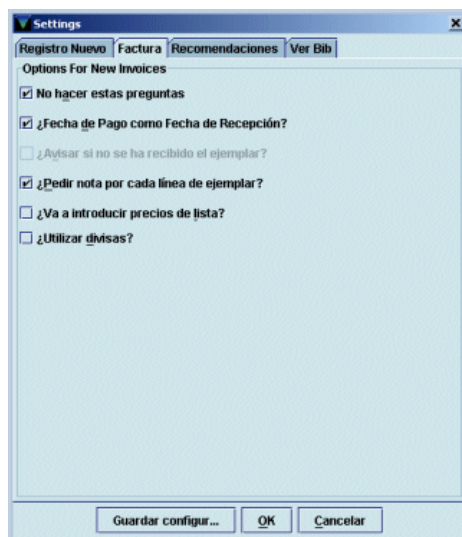 Settings
Registro Nuevo Factura Recomendaciones Ver Bib
Options For New Invoices
No hacer estas preguntas
¿Fecha de Pago como Fecha de Recepción?
¿Avisar si no se ha recibido el ejemplar?
¿Pedir nota por cada línea de ejemplar?
¿Va a introducir precios de lista?
¿Utilizar divisas?
Guardar configur... OK Cancelar